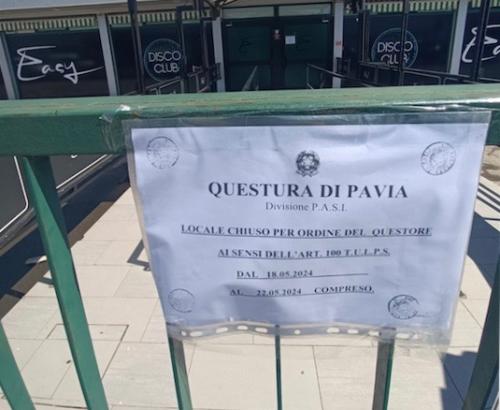 Easy
DISCO
CLUB
DISCO
CLUB
QUESTURA DI PAVIA
Divisione P.A.S.I.
LOCALE CHIUSO PER ORDINE DEL QUESTORE
AI SENSI DELL'ART. 100 T.U.L.P.S.
DAL 18.05.2024
AL 22.05.2024 COMPRESO.